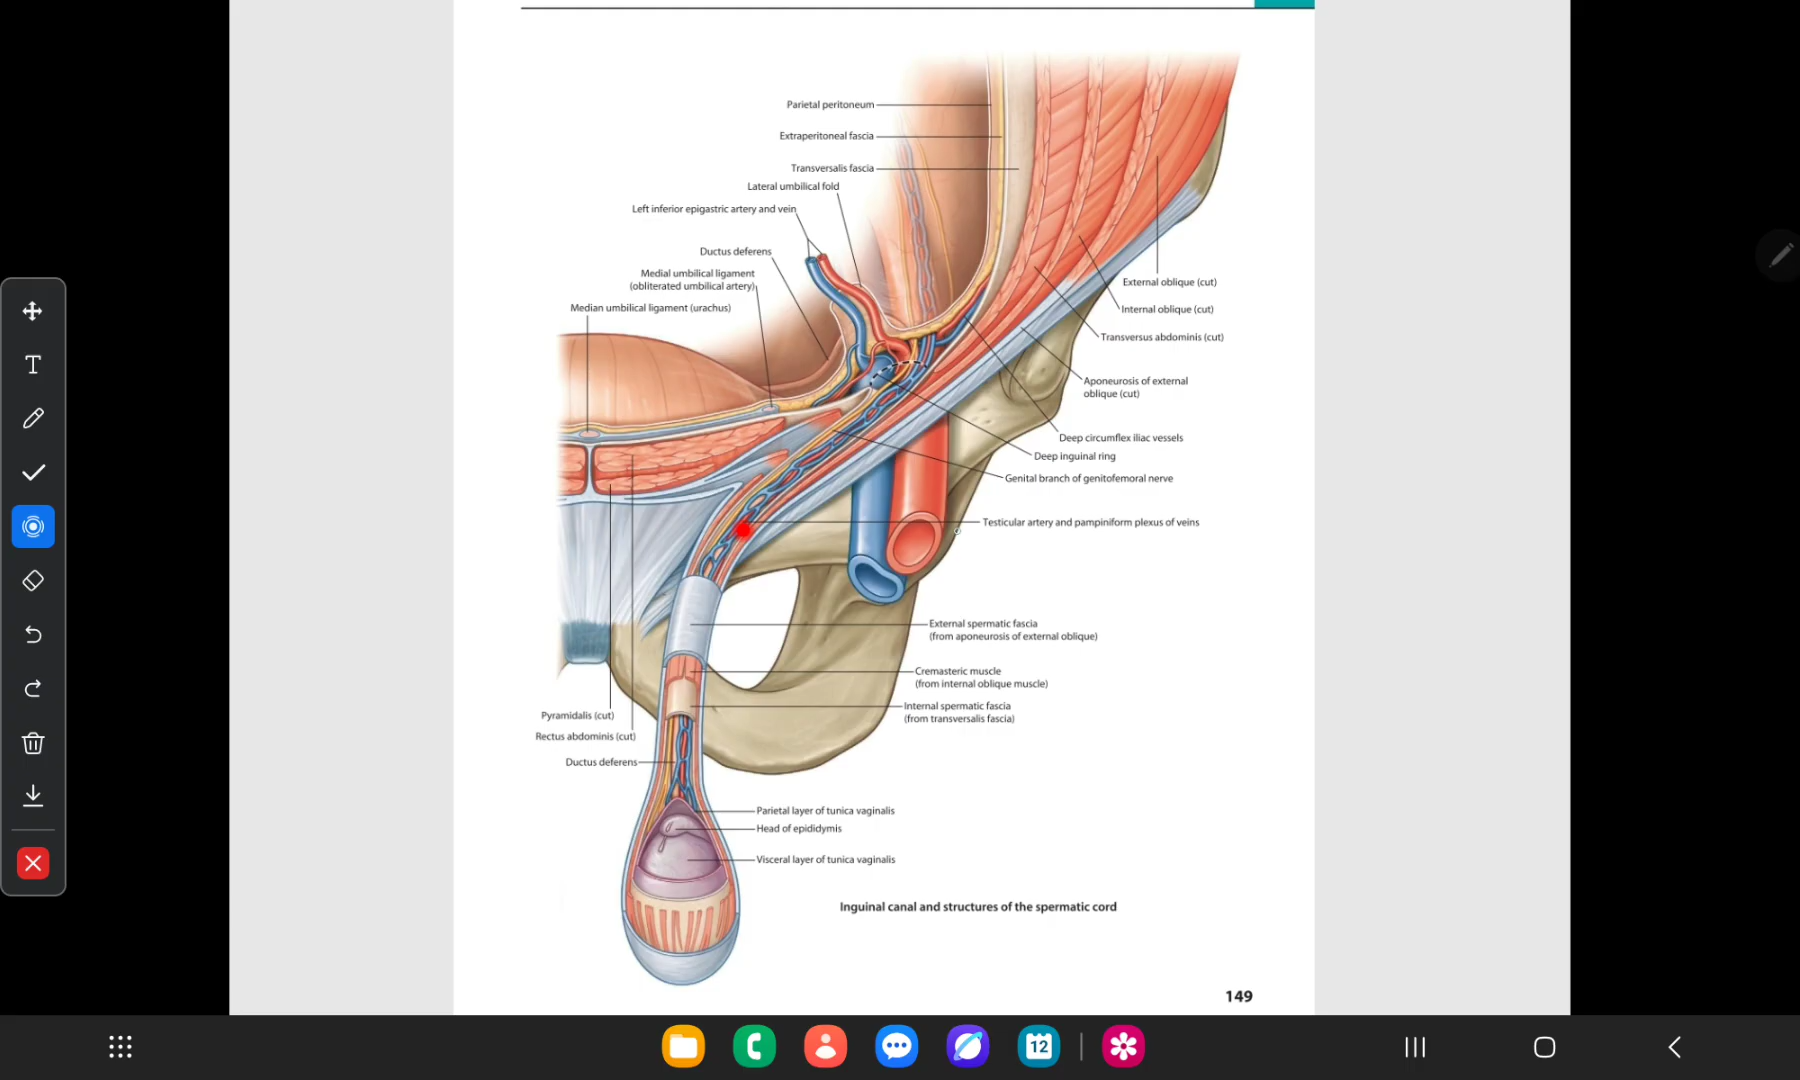 Parietal peritoneum
Extraperitoneal fascia
Transversalis fascia
Lateral umbilical fold
Left inferior epigastric artery and vein
Ductus deferens
Medial umbilical ligament
(obliterated umbilical artery)
Median umbilical ligament (urachus)
External oblique (cut)
Internal oblique (cut)
Transversus abdominis (cut)
Aponeurosis of external
oblique (cut)
Deep circumflex iliac vessels
Deep inguinal ring
Genital branch of genitofemoral nerve
Testicular artery and pampiniform plexus of veins
External spermatic fascia
(from aponeurosis of external oblique)
Cremasteric muscle
(from internal oblique muscle)
Internal spermatic fascia
(from transversalis fascia)
Pyramidalis (cut)
Rectus abdominis (cut)
Ductus deferens
Parietal layer of tunica vaginalis
Head of epididymis
Visceral layer of tunica vaginalis
Inguinal canal and structures of the spermatic cord
149
T
12